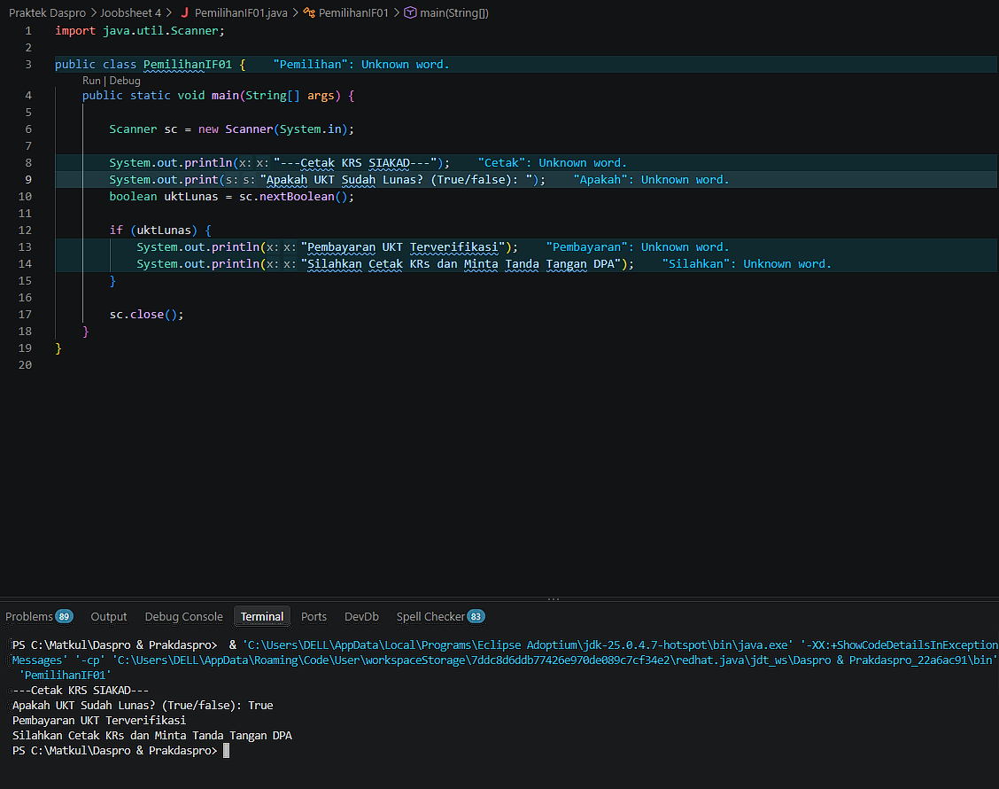 Praktek Daspro > Joobsheet 4 > J PemilihanIF01.java > PemilihanIF01 > main(String[])
1 import java.util.Scanner;
2
3 public class PemilihanIF01 { "Pemilihan": Unknown word.
Run | Debug
4 public static void main(String[] args) {
5
6 Scanner sc = new Scanner(System.in);
7
8 System.out.println(x: x: "---Cetak KRS SIAKAD---"); "Cetak": Unknown word.
9 System.out.print(s: s: "Apakah UKT Sudah Lunas? (True/false): "); "Apakah": Unknown word.
10 boolean uktLunas = sc.nextBoolean();
11
12 if (uktLunas) {
13 System.out.println(x: x: "Pembayaran UKT Terverifikasi"); "Pembayaran": Unknown word.
14 System.out.println(x: x: "Silahkan Cetak KRs dan Minta Tanda Tangan DPA"); "Silahkan": Unknown word.
15 }
16
17 sc.close();
18 }
19 }
20
Problems 89 Output Debug Console Terminal Ports DevDb Spell Checker 83
PS C:\Matkul\Daspro & Prakdaspro> & 'C:\Users\DELL\AppData\Local\Programs\Eclipse Adoptium\jdk-25.0.4.7-hotspot\bin\java.exe' '-XX:+ShowCodeDetailsInException
Messages' '-cp' 'C:\Users\DELL\AppData\Roaming\Code\User\workspaceStorage\7ddc8d6ddb77426e970de089c7cf34e2\redhat.java\jdt_ws\Daspro & Prakdaspro_22a6ac91\bin'
'PemilihanIF01'
---Cetak KRS SIAKAD---
Apakah UKT Sudah Lunas? (True/false): True
Pembayaran UKT Terverifikasi
Silahkan Cetak KRs dan Minta Tanda Tangan DPA
PS C:\Matkul\Daspro & Prakdaspro>